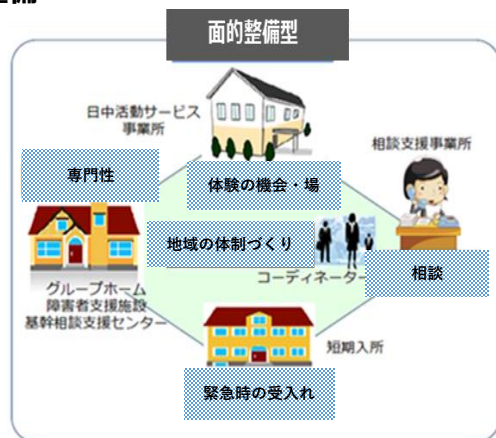 面的整備型
日中活動サービス
事業所
相談支援事業所
専門性
体験の機会・場
地域の体制づくり
コーディネーター
相談
グループホーム
障害者支援施設
基幹相談支援センター
短期入所
緊急時の受入れ